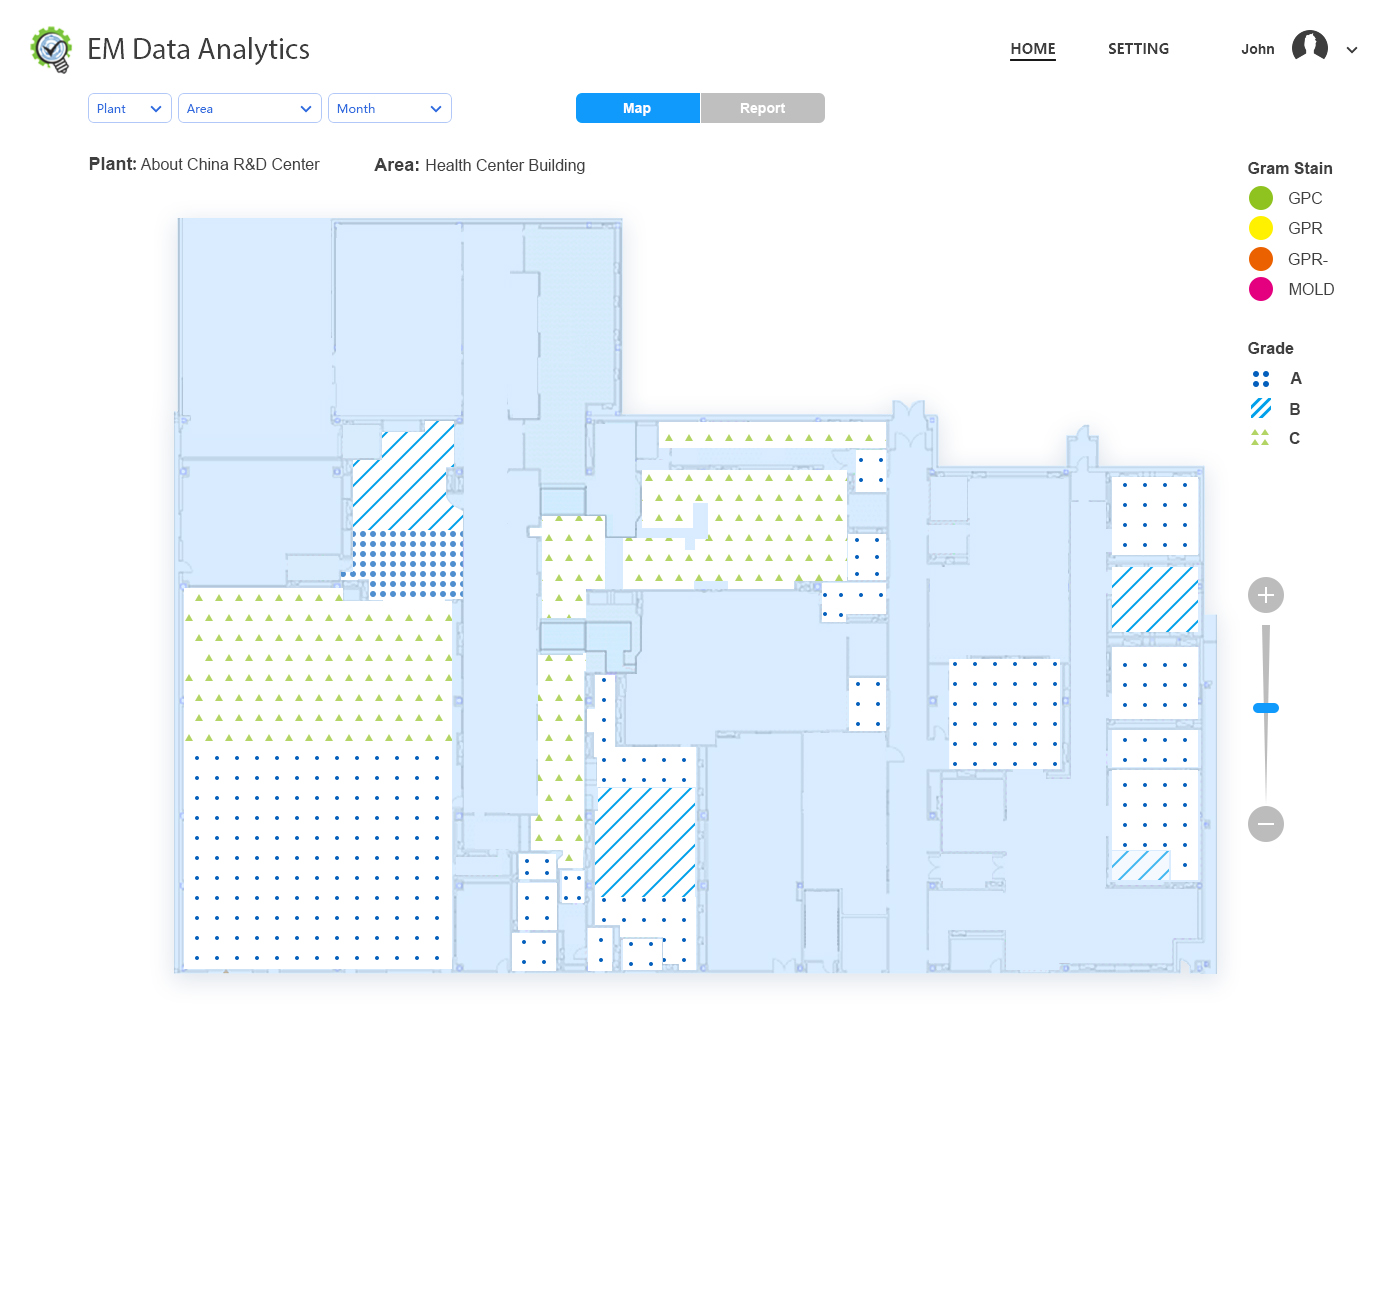 EM Data Analytics
HOME SETTING John
Plant Area Month Map Report
Plant: About China R&D Center Area: Health Center Building
Gram Stain
GPC
GPR
GPR-
MOLD
Grade
A
B
C